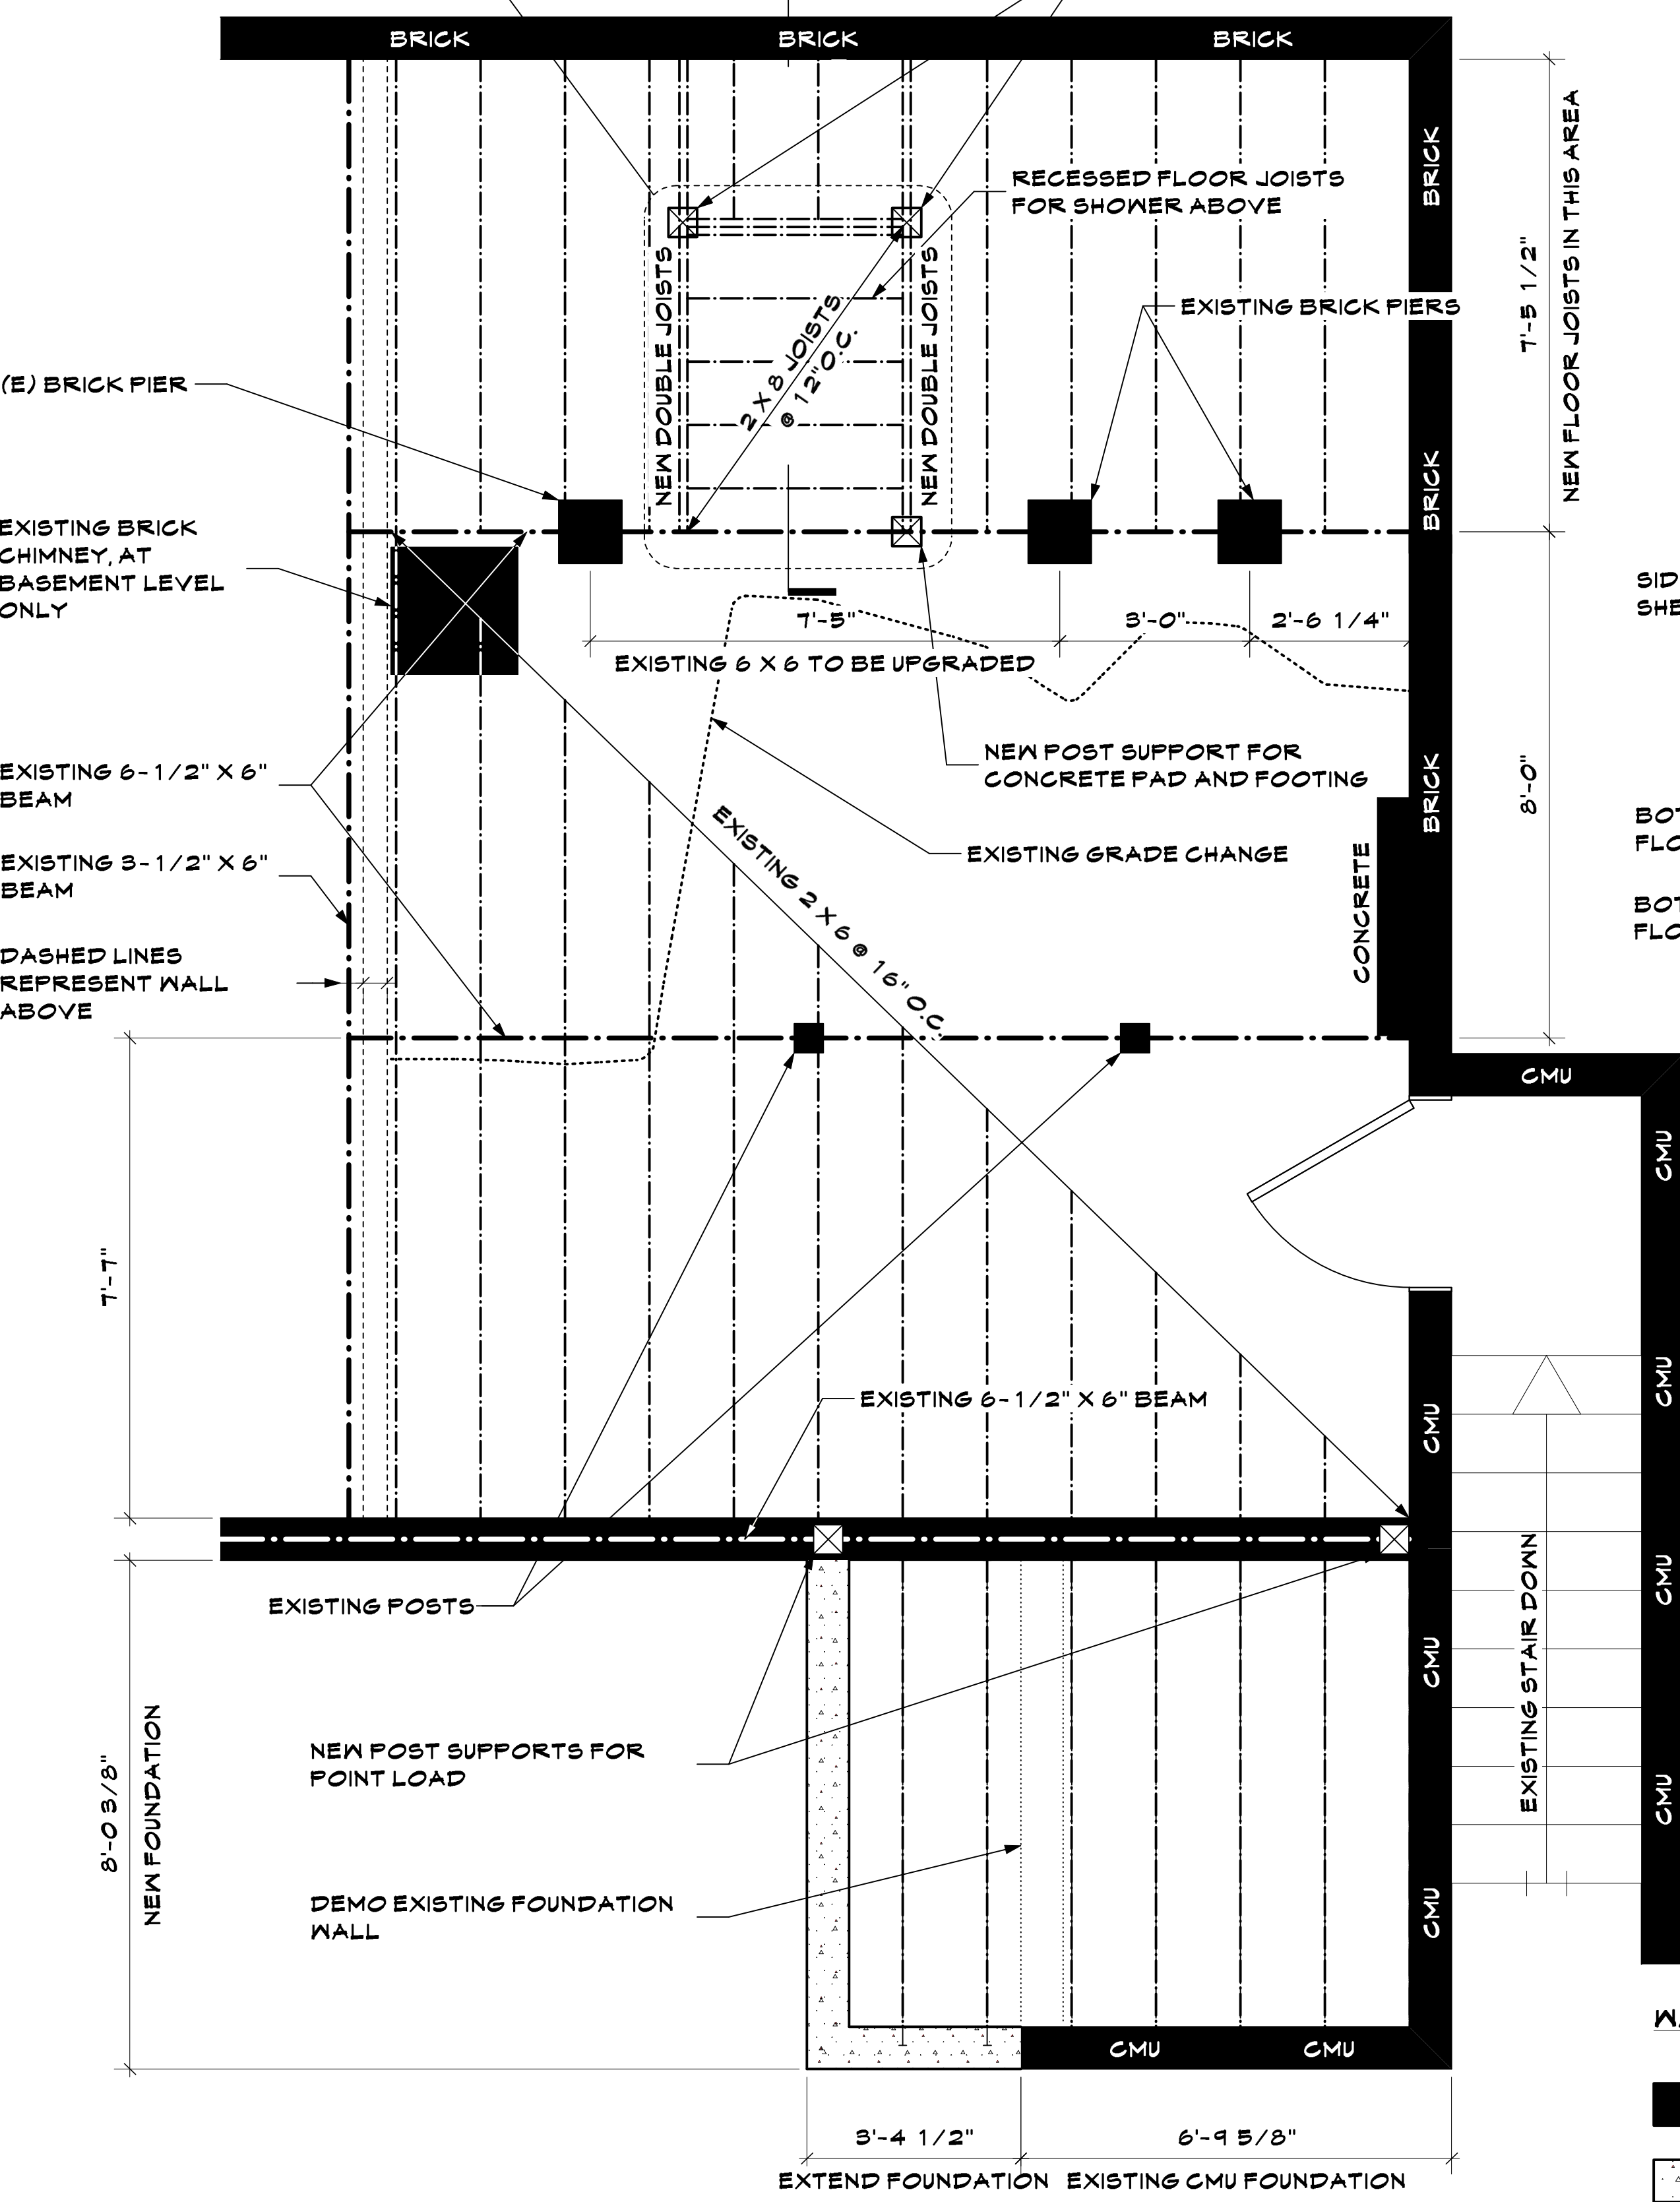 BRICK
BRICK
BRICK
BRICK
NEW FLOOR JOISTS IN THIS AREA
7'-5 1/2"
RECESSED FLOOR JOISTS
FOR SHOWER ABOVE
NEW DOUBLE JOISTS
NEW DOUBLE JOISTS
2 X 8 JOISTS
@ 12" O.C.
EXISTING BRICK PIERS
(E) BRICK PIER
BRICK
EXISTING BRICK
CHIMNEY, AT
BASEMENT LEVEL
ONLY
SID
SHE
7'-5"
3'-0"
2'-6 1/4"
EXISTING 6 X 6 TO BE UPGRADED
NEW POST SUPPORT FOR
CONCRETE PAD AND FOOTING
BRICK
8'-0"
EXISTING 6-1/2" X 6"
BEAM
EXISTING 3-1/2" X 6"
BEAM
EXISTING GRADE CHANGE
CONCRETE
EXISTING 2 X 6 @ 16" O.C.
BOT
FLO
BOT
FLO
DASHED LINES
REPRESENT WALL
ABOVE
CMU
CMU
7'-7"
EXISTING 6-1/2" X 6" BEAM
CMU
CMU
EXISTING POSTS
CMU
CMU
EXISTING STAIR DOWN
NEW POST SUPPORTS FOR
POINT LOAD
8'-0 3/8"
NEW FOUNDATION
CMU
DEMO EXISTING FOUNDATION
WALL
CMU
CMU
CMU
3'-4 1/2"
6'-9 5/8"
EXTEND FOUNDATION
EXISTING CMU FOUNDATION